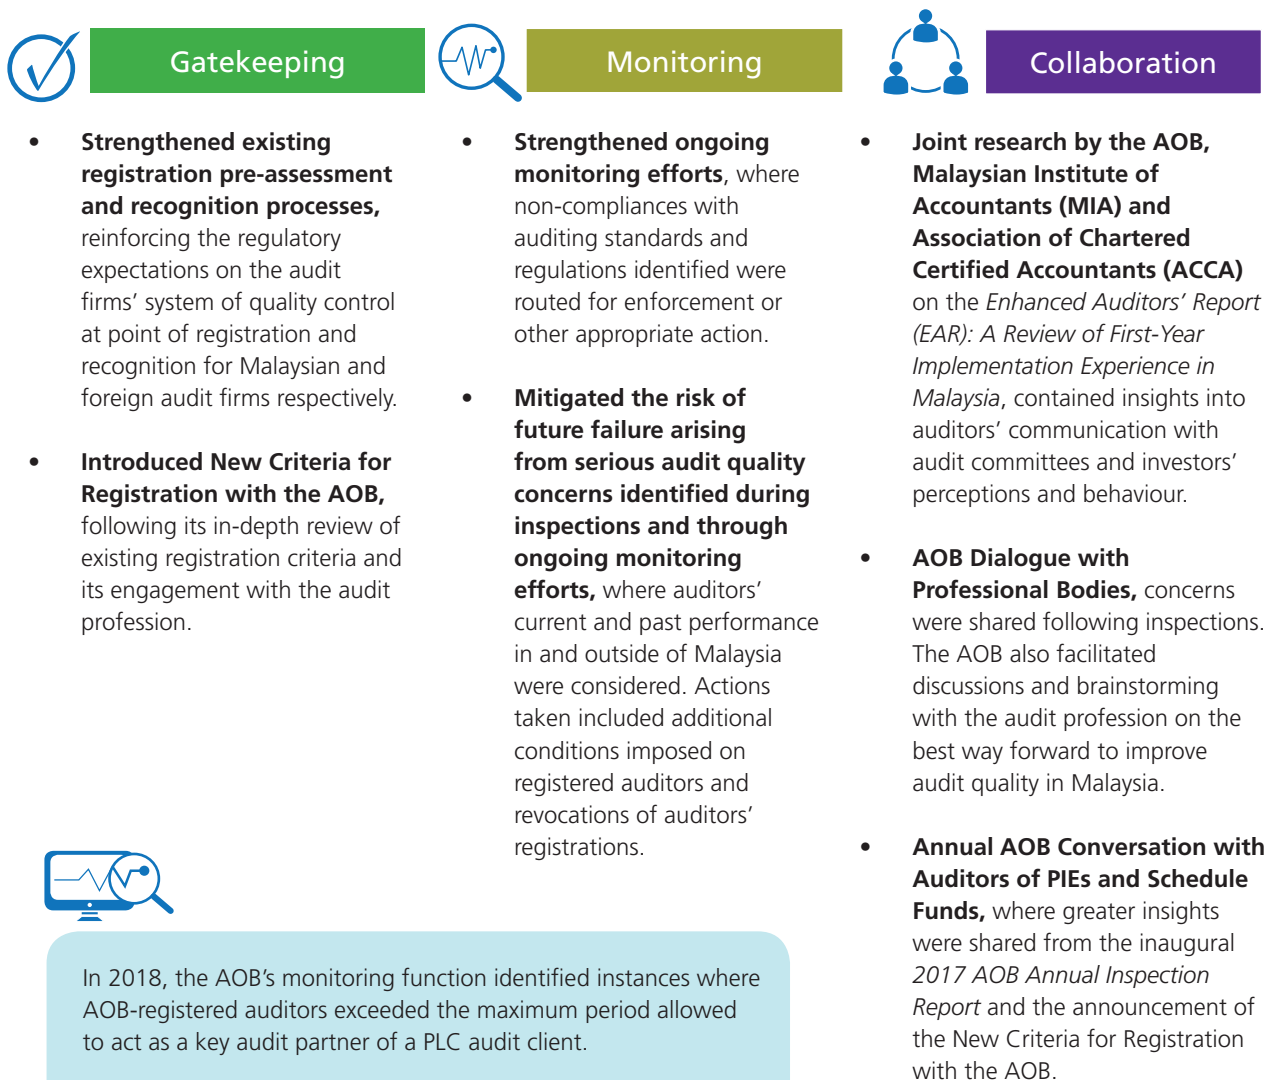 Gatekeeping
• Strengthened existing
registration pre-assessment
and recognition processes,
reinforcing the regulatory
expectations on the audit
firms’ system of quality control
at point of registration and
recognition for Malaysian and
foreign audit firms respectively.
• Introduced New Criteria for
Registration with the AOB,
following its in-depth review of
existing registration criteria and
its engagement with the audit
profession.
Monitoring
• Strengthened ongoing
monitoring efforts, where
non-compliances with
auditing standards and
regulations identified were
routed for enforcement or
other appropriate action.
• Mitigated the risk of
future failure arising
from serious audit quality
concerns identified during
inspections and through
ongoing monitoring
efforts, where auditors’
current and past performance
in and outside of Malaysia
were considered. Actions
taken included additional
conditions imposed on
registered auditors and
revocations of auditors’
registrations.
Collaboration
• Joint research by the AOB,
Malaysian Institute of
Accountants (MIA) and
Association of Chartered
Certified Accountants (ACCA)
on the Enhanced Auditors’ Report
(EAR): A Review of First-Year
Implementation Experience in
Malaysia, contained insights into
auditors’ communication with
audit committees and investors’
perceptions and behaviour.
• AOB Dialogue with
Professional Bodies, concerns
were shared following inspections.
The AOB also facilitated
discussions and brainstorming
with the audit profession on the
best way forward to improve
audit quality in Malaysia.
• Annual AOB Conversation with
Auditors of PIEs and Schedule
Funds, where greater insights
were shared from the inaugural
2017 AOB Annual Inspection
Report and the announcement of
the New Criteria for Registration
with the AOB.
In 2018, the AOB’s monitoring function identified instances where
AOB-registered auditors exceeded the maximum period allowed
to act as a key audit partner of a PLC audit client.